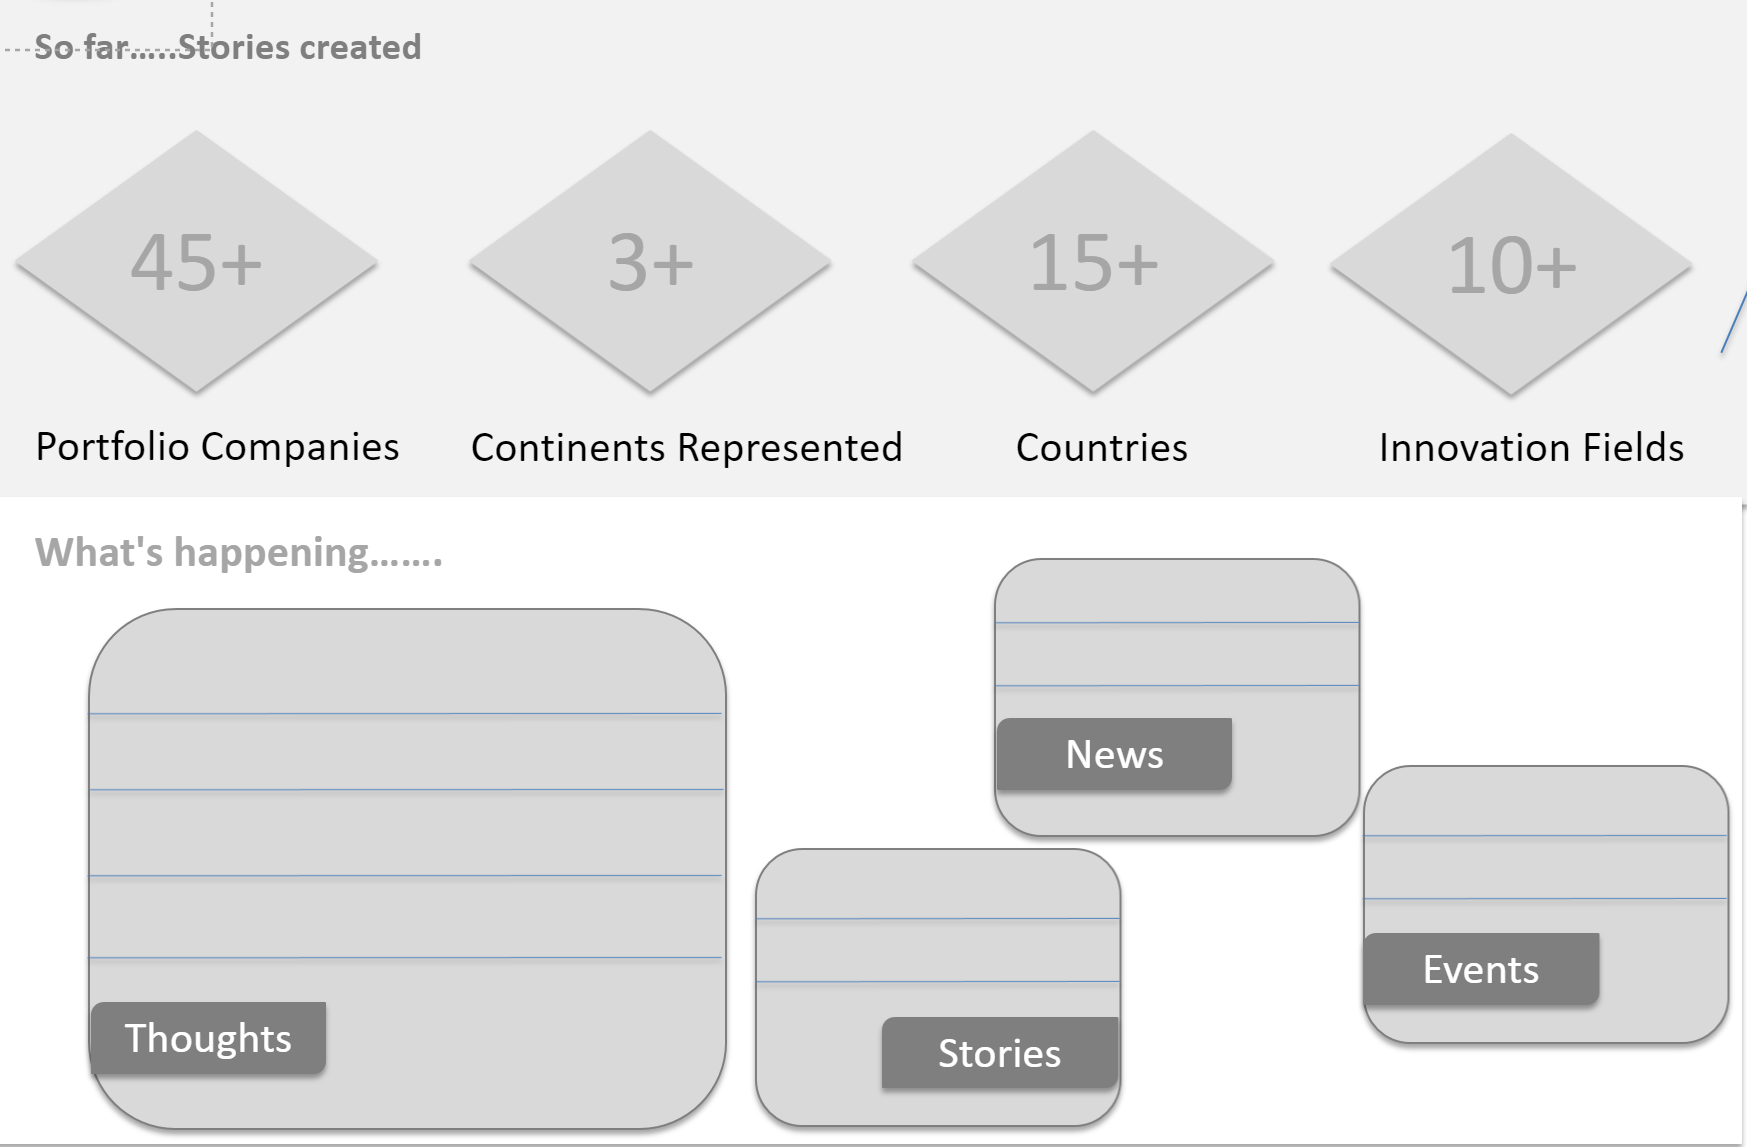 So far.....Stories created
45+
3+
15+
10+
Portfolio Companies
Continents Represented
Countries
Innovation Fields
What's happening.......
News
Events
Thoughts
Stories